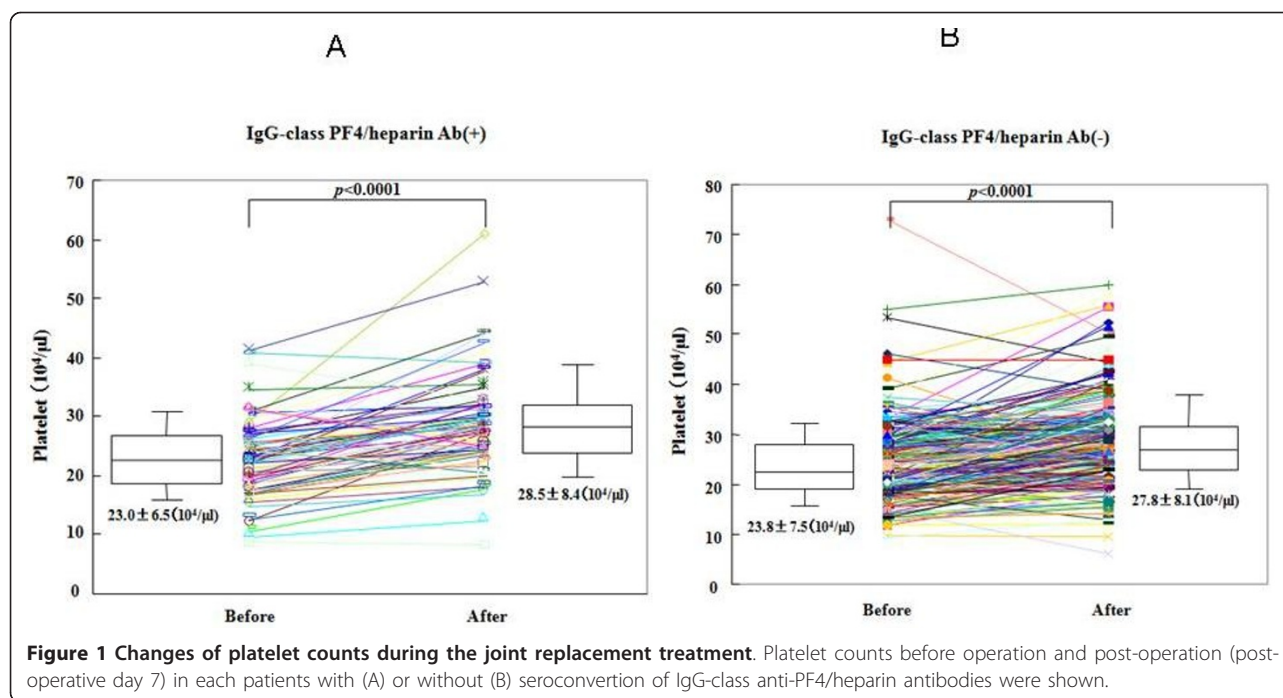 A
IgG-class PF4/heparin Ab(+)
p<0.0001
70
60
50
40
30
20
10
0
Platelet (10⁴/μl)
23.0±6.5(10⁴/μl)
28.5±8.4(10⁴/μl)
Before After
B
IgG-class PF4/heparin Ab(-)
p<0.0001
80
70
60
50
40
30
20
10
0
Platelet (10⁴/μl)
23.8±7.5(10⁴/μl)
27.8±8.1(10⁴/μl)
Before After
Figure 1 Changes of platelet counts during the joint replacement treatment. Platelet counts before operation and post-operation (post-
operative day 7) in each patients with (A) or without (B) seroconvertion of IgG-class anti-PF4/heparin antibodies were shown.